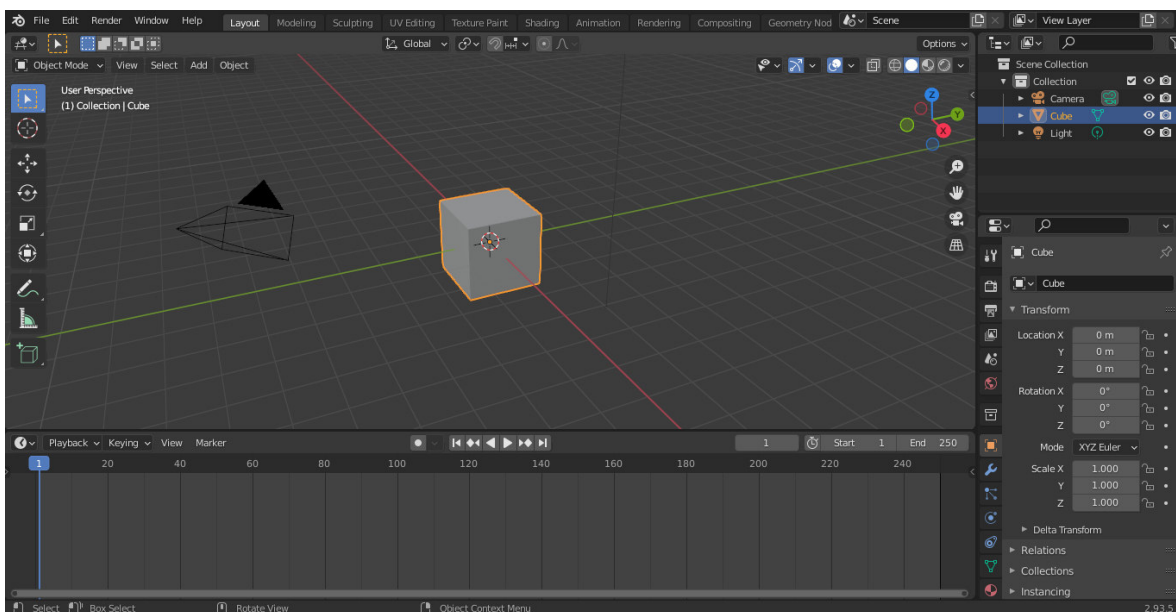 File Edit Render Window Help Layout Modeling Sculpting UV Editing Texture Paint Shading Animation Rendering Compositing Geometry Nod Scene View Layer
Global Options
Object Mode View Select Add Object
User Perspective
(1) Collection | Cube
Z
Y
X
Scene Collection
Collection
Camera
Cube
Light
Cube
Cube
Transform
Location X 0 m
Y 0 m
Z 0 m
Rotation X 0°
Y 0°
Z 0°
Mode XYZ Euler
Scale X 1.000
Y 1.000
Z 1.000
Delta Transform
Relations
Collections
Instancing
Playback Keying View Marker 1 Start 1 End 250
1 20 40 60 80 100 120 140 160 180 200 220 240
Select Box Select Rotate View Object Context Menu